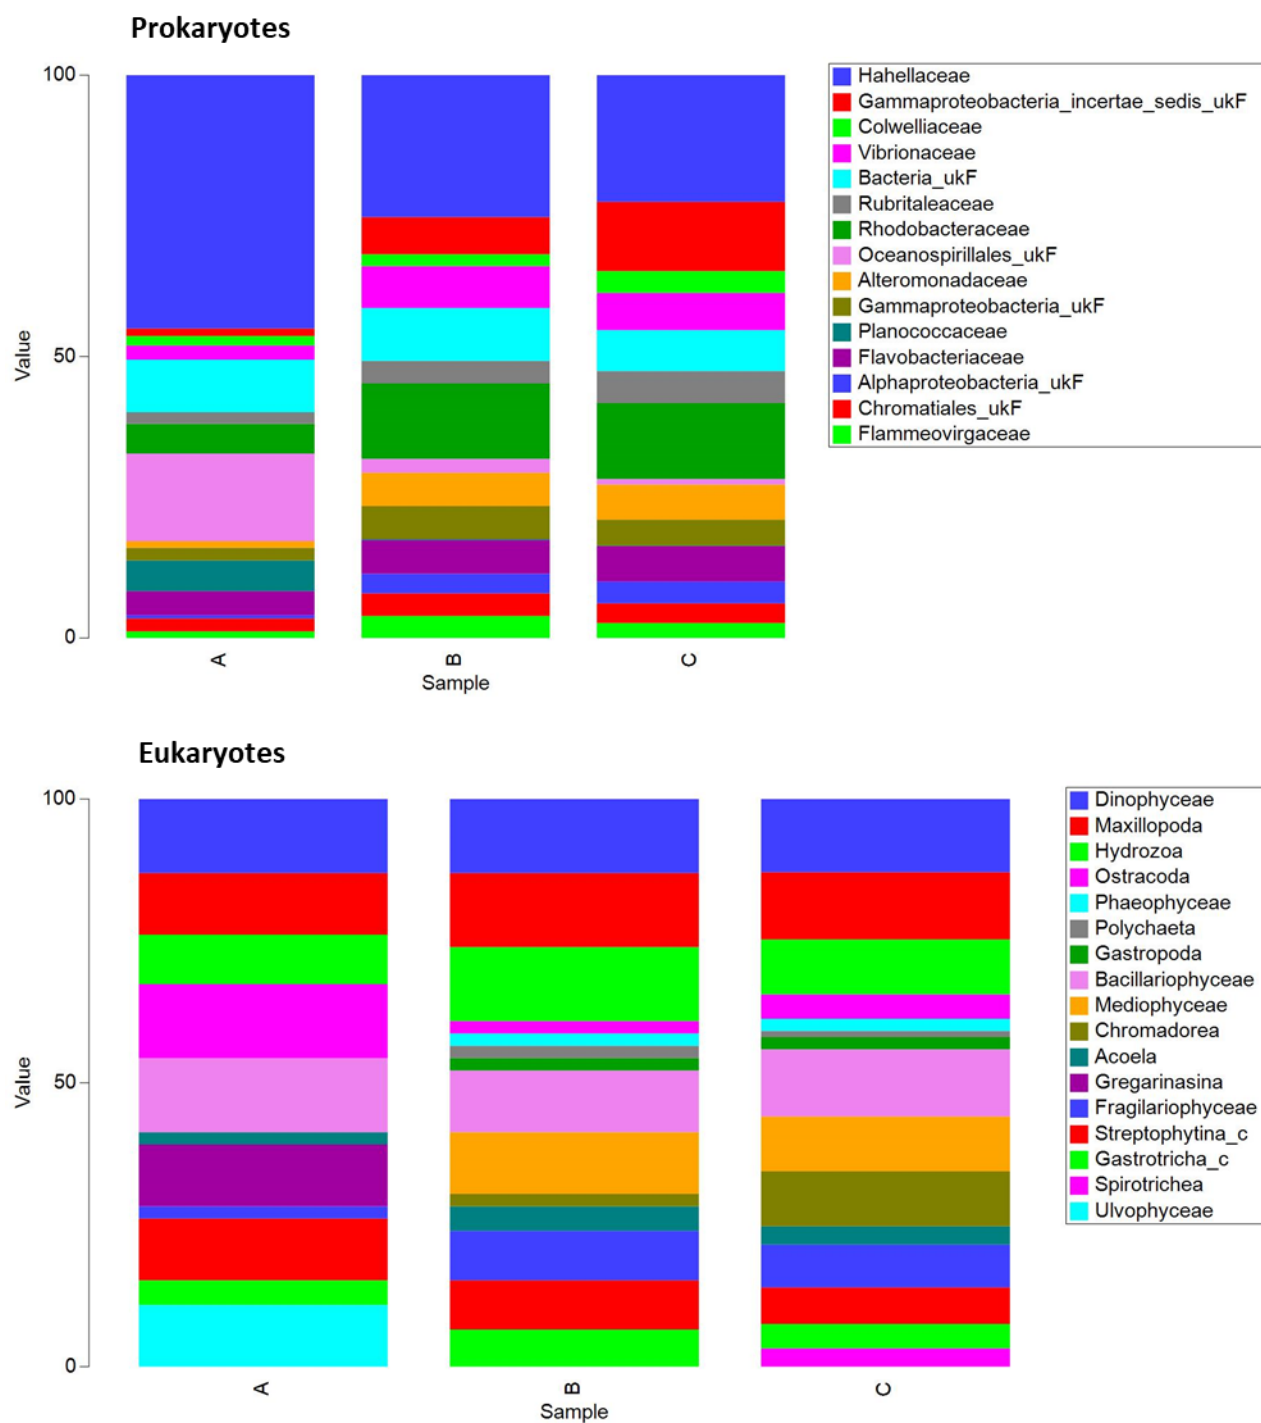 Prokaryotes
100
50
0
Value
A
B
C
Sample
Hahellaceae
Gammaproteobacteria_incertae_sedis_ukF
Colwelliaceae
Vibrionaceae
Bacteria_ukF
Rubritaleaceae
Rhodobacteraceae
Oceanospirillales_ukF
Alteromonadaceae
Gammaproteobacteria_ukF
Planococcaceae
Flavobacteriaceae
Alphaproteobacteria_ukF
Chromatiales_ukF
Flammeovirgaceae
Eukaryotes
100
50
0
Value
A
B
C
Sample
Dinophyceae
Maxillopoda
Hydrozoa
Ostracoda
Phaeophyceae
Polychaeta
Gastropoda
Bacillariophyceae
Mediophyceae
Chromadorea
Acoela
Gregarinasina
Fragilariophyceae
Streptophytina_c
Gastrotricha_c
Spirotrichea
Ulvophyceae